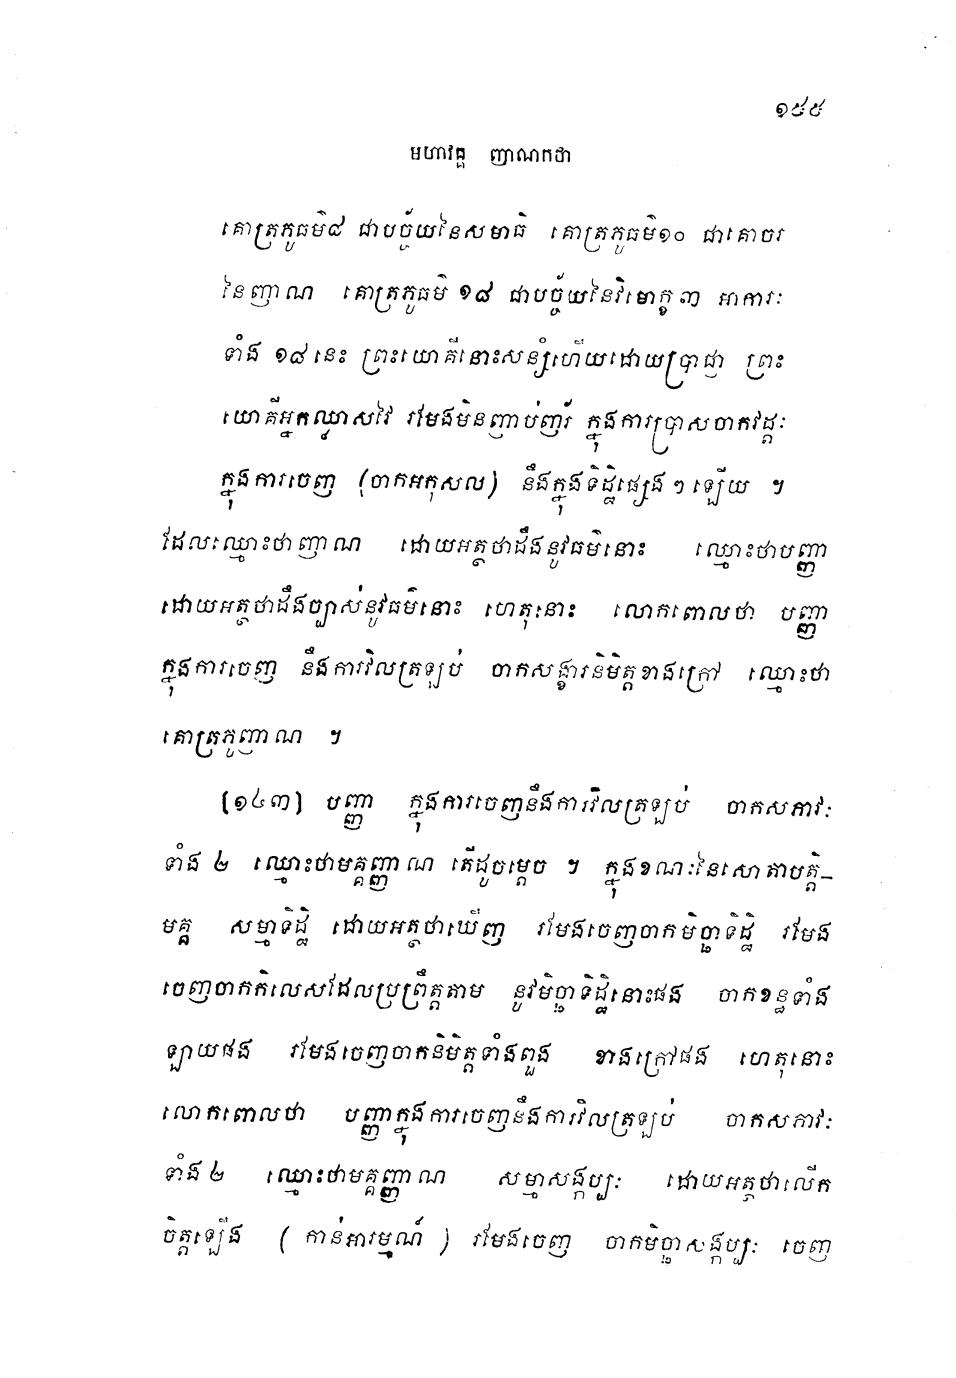 ១៩៩
មហាវគ្គ ញាណកថា
គោត្រភូធម៌៨ ជាបច្ច័យនៃសមាធិ គោត្រភូធម៌១០ ជាគោចរ
នៃញាណ គោត្រភូធម៌ ១៨ ជាបច្ច័យនៃវិមោក្ខ ៣ អាការៈ
ទាំង ១៨នេះ ព្រះយោគីនោះសន្សំហើយដោយប្រាជ្ញា ព្រះ
យោគីអ្នកឈ្លាសវៃ រមែងមិនញាប់ញ័រ ក្នុងការប្រាសចាកវដ្ដៈ
ក្នុងការចេញ (ចាកអកុសល) នឹងក្នុងទិដ្ឋិផ្សេងៗឡើយ ។
ដែលឈ្មោះថាញាណ ដោយអត្ថថាដឹងនូវធម៌នោះ ឈ្មោះថាបញ្ញា
ដោយអត្ថថាដឹងច្បាស់នូវធម៌នោះ ហេតុនោះ លោកពោលថា បញ្ញា
ក្នុងការចេញ នឹងការវិលត្រឡប់ ចាកសង្ខារនិមិត្តខាងក្រៅ ឈ្មោះថា
គោត្រភូញាណ ។
[១៤៣] បញ្ញា ក្នុងការចេញនឹងការវិលត្រឡប់ ចាកសភាវៈ
ទាំង ២ ឈ្មោះថាមគ្គញ្ញាណ តើដូចម្ដេច ។ ក្នុងខណៈនៃសោតាបត្តិ-
មគ្គ សម្មាទិដ្ឋិ ដោយអត្ថថាឃើញ រមែងចេញចាកមិច្ឆាទិដ្ឋិ រមែង
ចេញចាកកិលេសដែលប្រព្រឹត្តតាម នូវមិច្ឆាទិដ្ឋិនោះផង ចាកខន្ធទាំង
ឡាយផង រមែងចេញចាកនិមិត្តទាំងពួង ខាងក្រៅផង ហេតុនោះ
លោកពោលថា បញ្ញាក្នុងការចេញនឹងការវិលត្រឡប់ ចាកសភាវៈ
ទាំង២ ឈ្មោះថាមគ្គញ្ញាណ សម្មាសង្កប្បៈ ដោយអត្ថថាលើក
ចិត្តឡើង (កាន់អារម្មណ៍) រមែងចេញ ចាកមិច្ឆាសង្កប្បៈ ចេញ